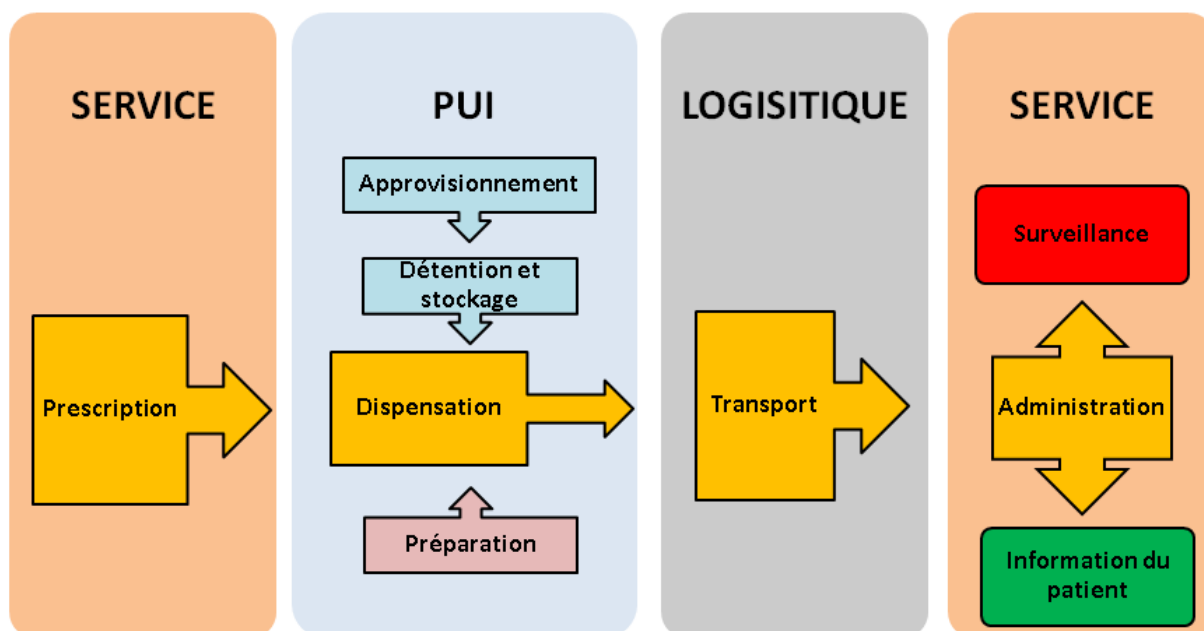 SERVICE
Prescription
PUI
Approvisionnement
Détention et
stockage
Dispensation
Préparation
LOGISITIQUE
Transport
SERVICE
Surveillance
Administration
Information du
patient